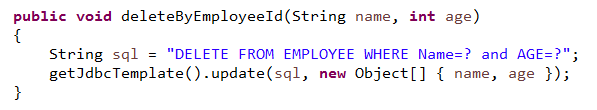 public void deleteByEmployeeId(String name, int age)
{
    String sql = "DELETE FROM EMPLOYEE WHERE Name=? and AGE=?";
    getJdbcTemplate().update(sql, new Object[] { name, age });
}